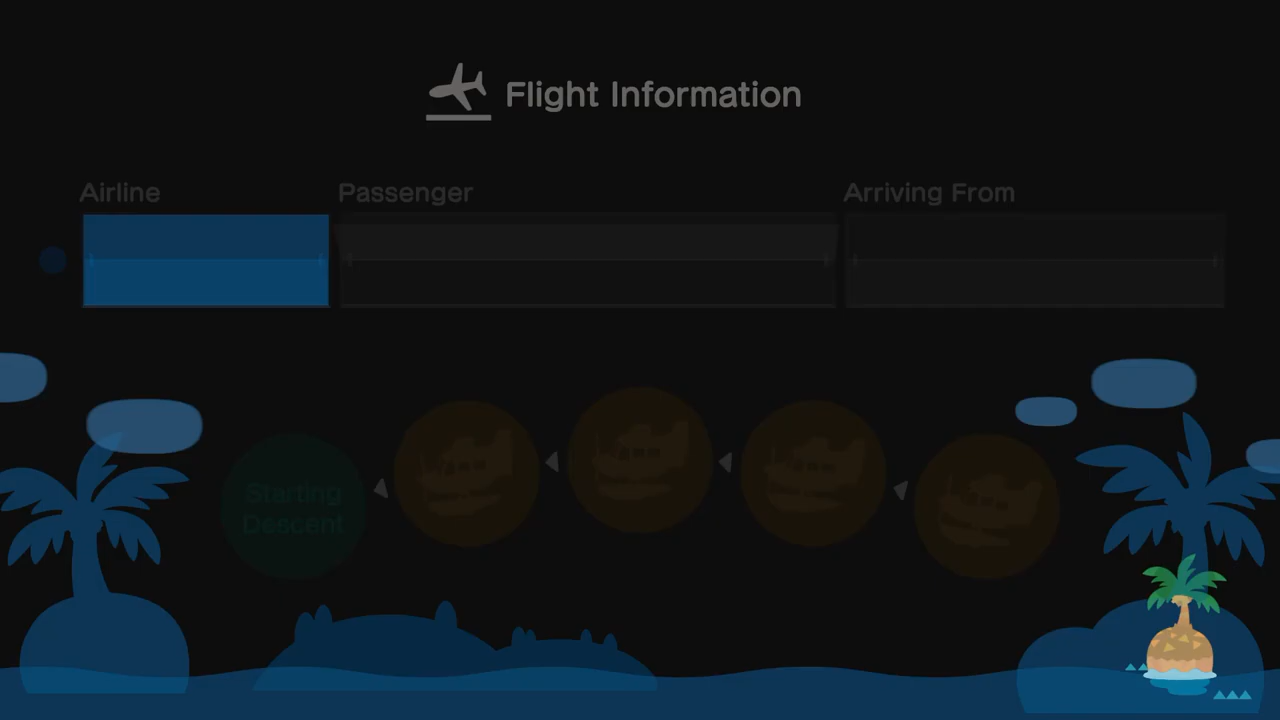 Flight Information
Airline
Passenger
Arriving From
Starting
Descent